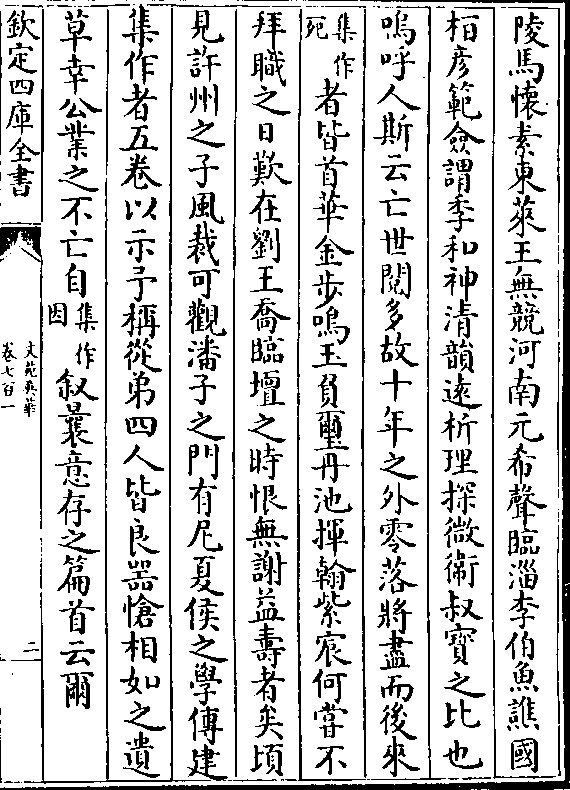 陵馬懷素東萊王無競河南元希聲臨淄李伯魚譙國
栢彦範僉謂季和神清韻逺析理探微衛叔寳之比也
嗚呼人斯云亡世閱多故十年之外零落將盡而後來
集作死者皆首華金步鳴玉負璽丹池揮翰紫宸何甞不
拜職之日歎在劉王喬臨壇之時恨無謝益壽者矣頃
見許州之子風裁可觀潘子之門有尼夏侯之學傳建
集作者五卷以示予稱從弟四人皆良器愴相如之遺
草幸公業之不亡自集作因叙曩意存之篇首云爾
欽定四庫全書
文苑英華
卷七百一
二